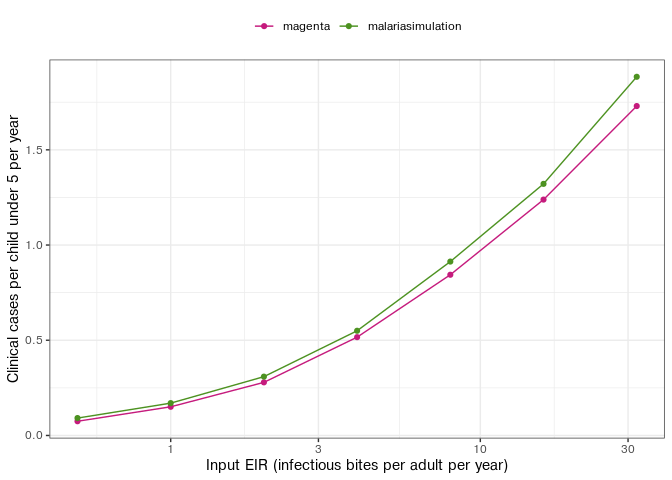 magenta malariasimulation
Clinical cases per child under 5 per year
1.5
1.0
0.5
0.0
1 3 10 30
Input EIR (infectious bites per adult per year)